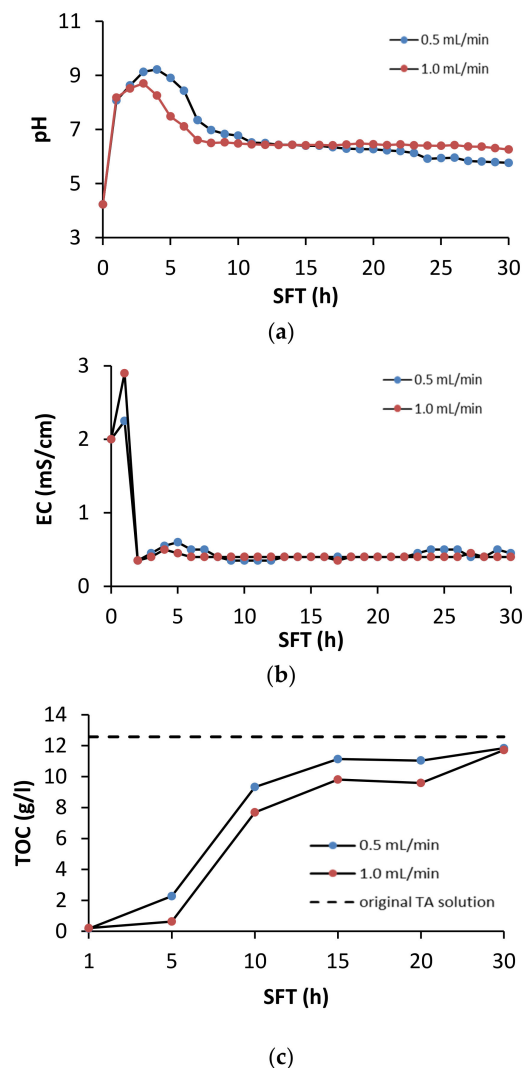 11
9
7
5
3
pH
0.5 mL/min
1.0 mL/min
0 5 10 15 20 25 30
SFT (h)
(a)
3
2
1
0
EC (mS/cm)
0.5 mL/min
1.0 mL/min
0 5 10 15 20 25 30
SFT (h)
(b)
14
12
10
8
6
4
2
0
TOC (g/l)
0.5 mL/min
1.0 mL/min
original TA solution
1 5 10 15 20 30
SFT (h)
(c)